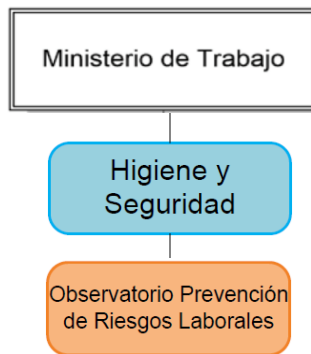 Ministerio de Trabajo
Higiene y
Seguridad
Observatorio Prevención
de Riesgos Laborales